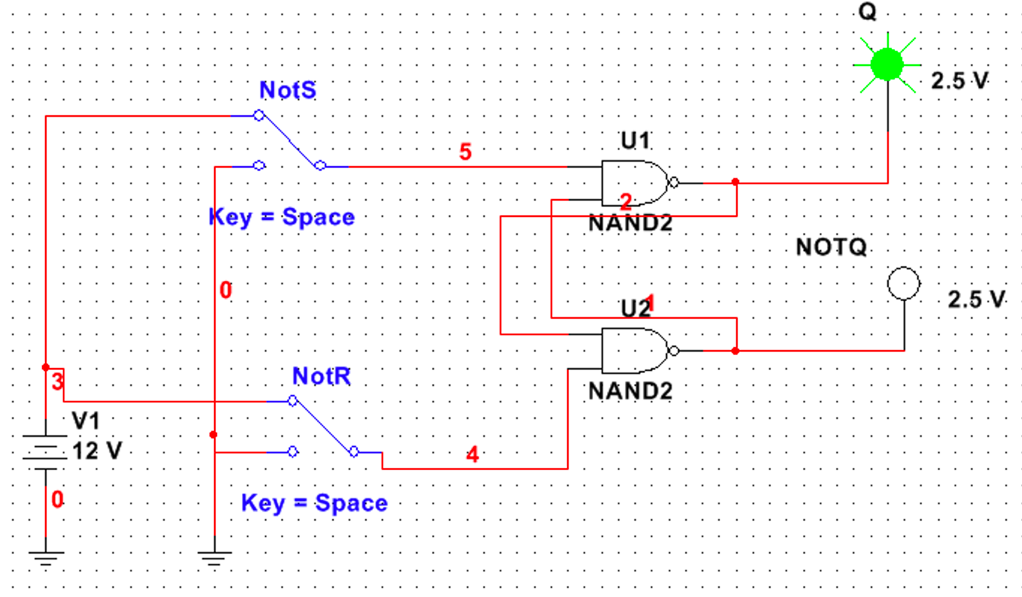 Q
2.5 V
NotS
U1
5
2
Key = Space
NAND2
NOTQ
0
2.5 V
1
U2
NotR
3
NAND2
V1
12 V
4
0
Key = Space